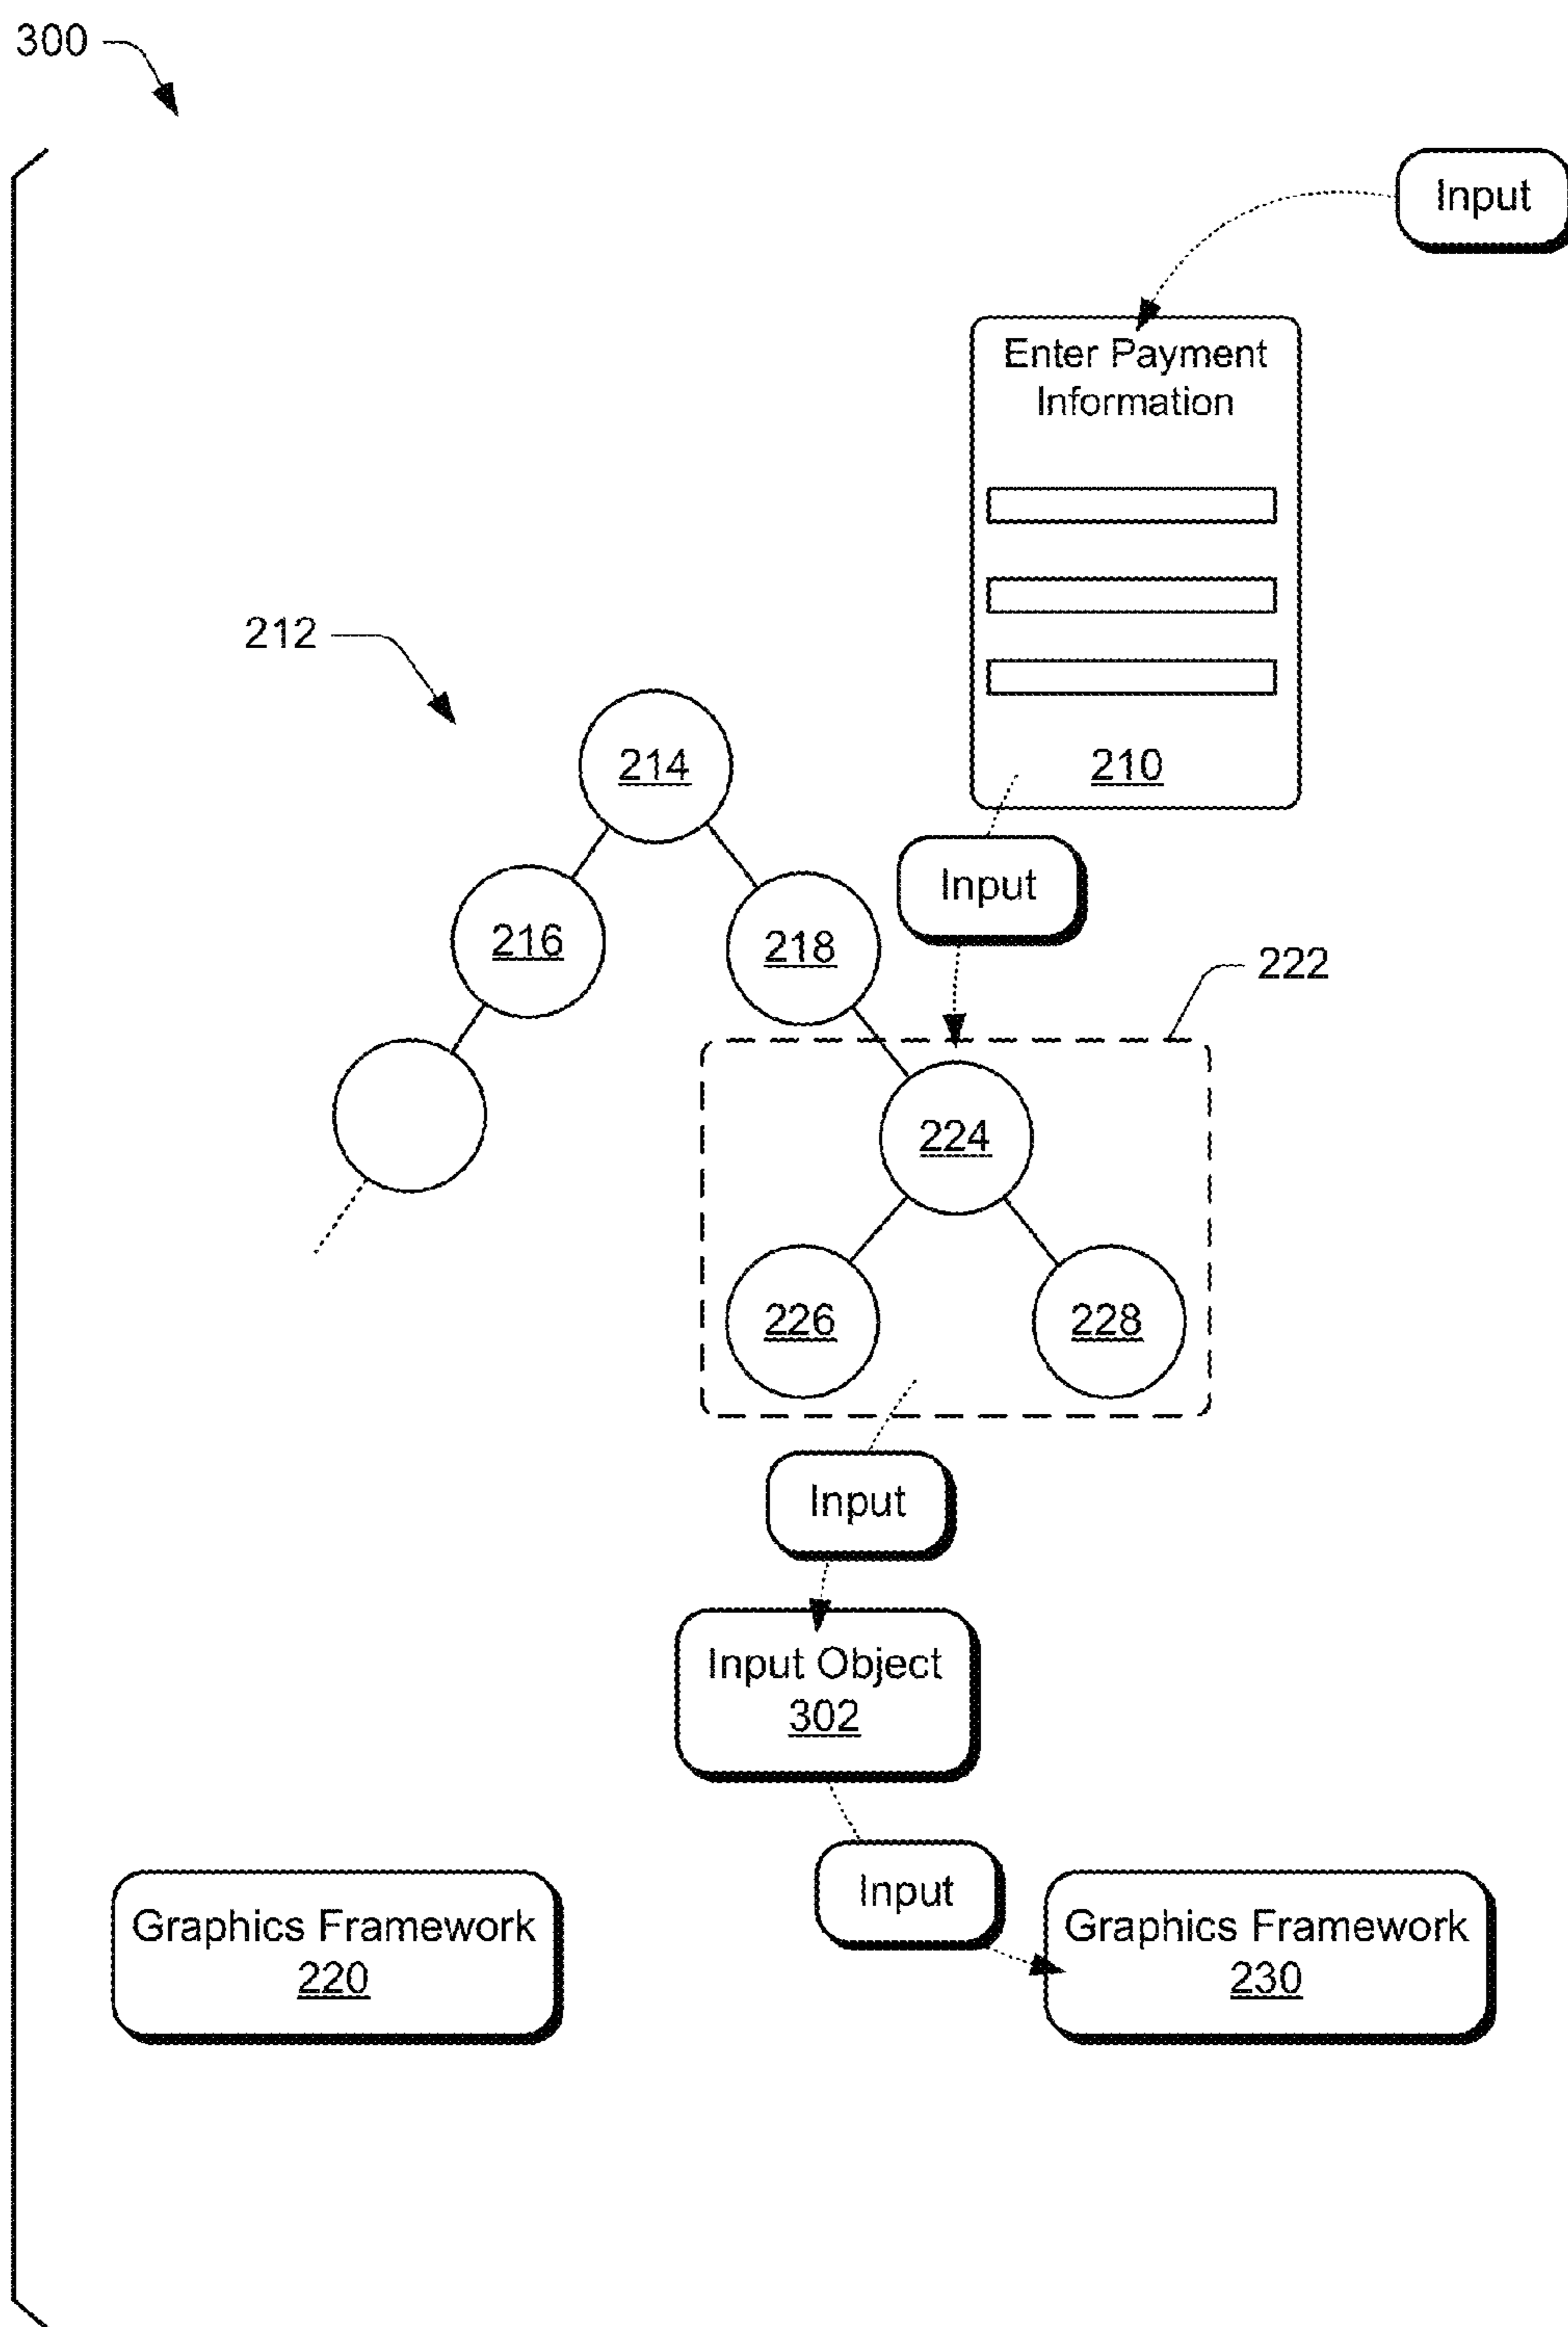 300
Input
Enter Payment
Information
212
214
210
Input
216
218
222
224
226
228
Input
Input Object
302
Input
Graphics Framework
220
Graphics Framework
230